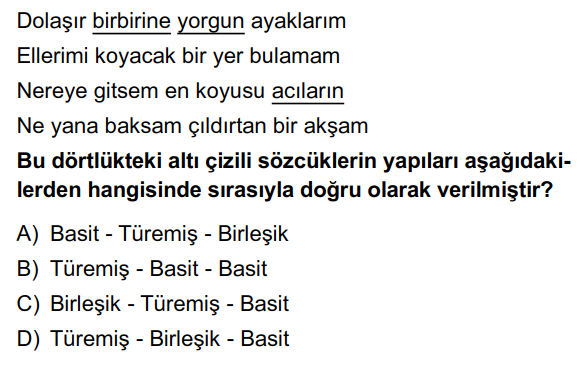 Dolaşır birbirine yorgun ayaklarım
Ellerimi koyacak bir yer bulamam
Nereye gitsem en koyusu acıların
Ne yana baksam çıldırtan bir akşam
Bu dörtlükteki altı çizili sözcüklerin yapıları aşağıdaki-
lerden hangisinde sırasıyla doğru olarak verilmiştir?
A) Basit - Türemiş - Birleşik
B) Türemiş - Basit - Basit
C) Birleşik - Türemiş - Basit
D) Türemiş - Birleşik - Basit